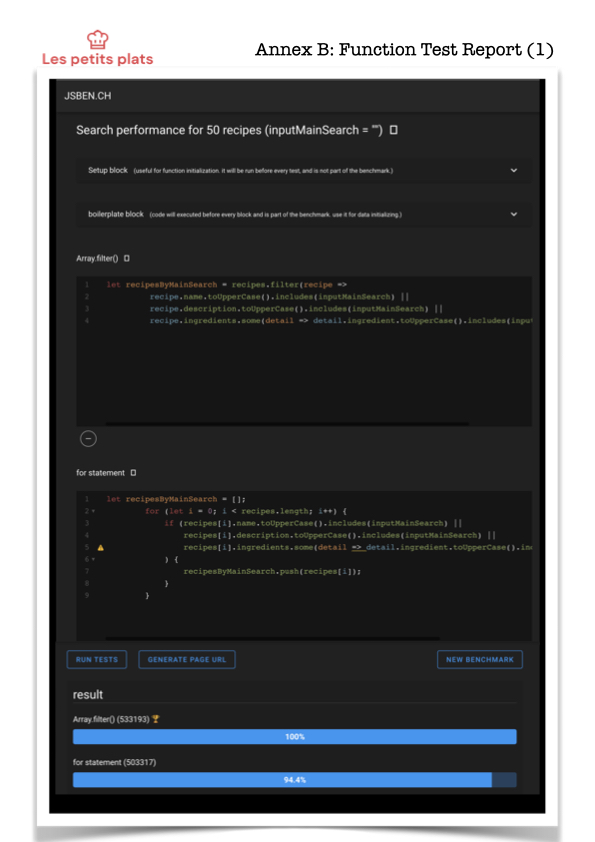 Les petits plats
Annex B: Function Test Report (1)
JSBEN.CH
Search performance for 50 recipes (inputMainSearch = "")
Setup block (useful for function initialization. it will be run before every test, and is not part of the benchmark.)
boilerplate block (code will executed before every block and is part of the benchmark. use it for data initializing.)
Array.filter()
1 let recipesByMainSearch = recipes.filter(recipe =>
2 recipe.name.toUpperCase().includes(inputMainSearch) ||
3 recipe.description.toUpperCase().includes(inputMainSearch) ||
4 recipe.ingredients.some(detail => detail.ingredient.toUpperCase().includes(input
for statement
1 let recipesByMainSearch = [];
2 for (let i = 0; i < recipes.length; i++) {
3 if (recipes[i].name.toUpperCase().includes(inputMainSearch) ||
4 recipes[i].description.toUpperCase().includes(inputMainSearch) ||
5 recipes[i].ingredients.some(detail => detail.ingredient.toUpperCase().inc
6 ) {
7 recipesByMainSearch.push(recipes[i]);
8 }
9 }
RUN TESTS GENERATE PAGE URL NEW BENCHMARK
result
Array.filter() (533193)
100%
for statement (503317)
94.4%